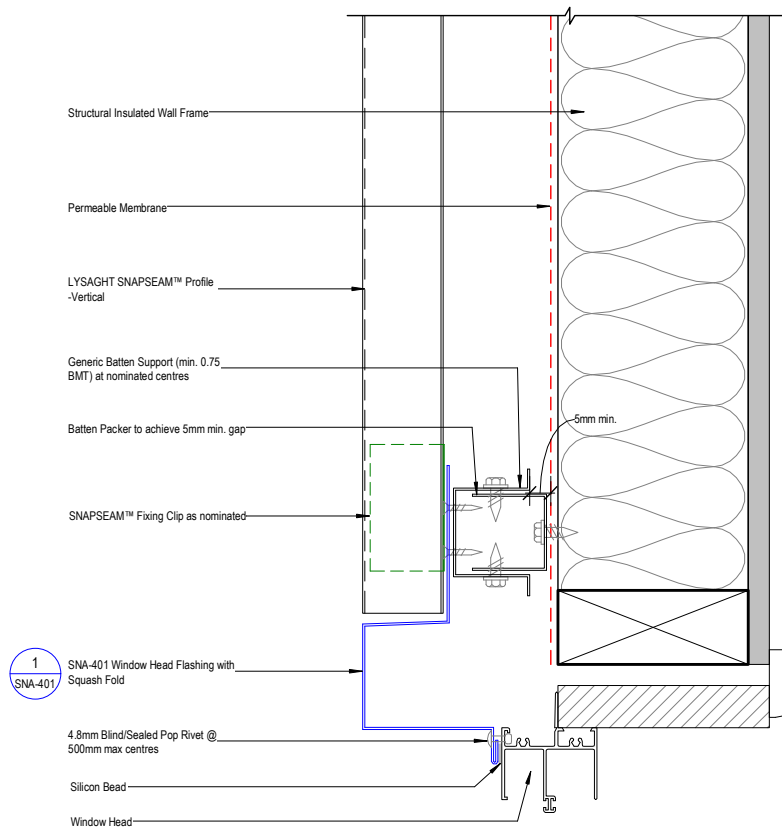 Structural Insulated Wall Frame
Permeable Membrane
LYSAGHT SNAPSEAM™ Profile
-Vertical
Generic Batten Support (min. 0.75
BMT) at nominated centres
5mm min.
Batten Packer to achieve 5mm min. gap
SNAPSEAM™ Fixing Clip as nominated
1
SNA-401
SNA-401 Window Head Flashing with
Squash Fold
4.8mm Blind/Sealed Pop Rivet @
500mm max centres
Silicon Bead
Window Head